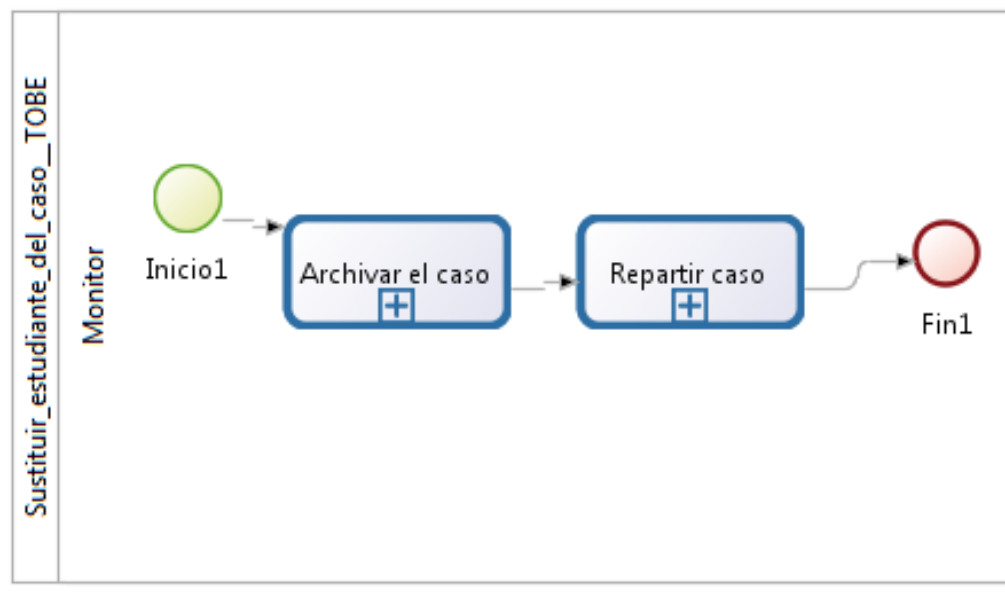 Sustituir_estudiante_del_caso__TOBE
Monitor
Inicio1
Archivar el caso
Repartir caso
Fin1